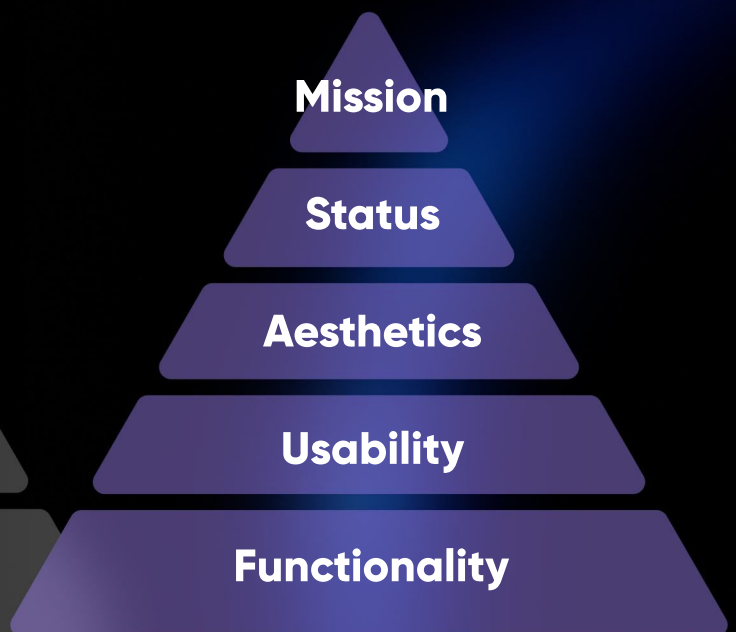 Mission
Status
Aesthetics
Usability
Functionality